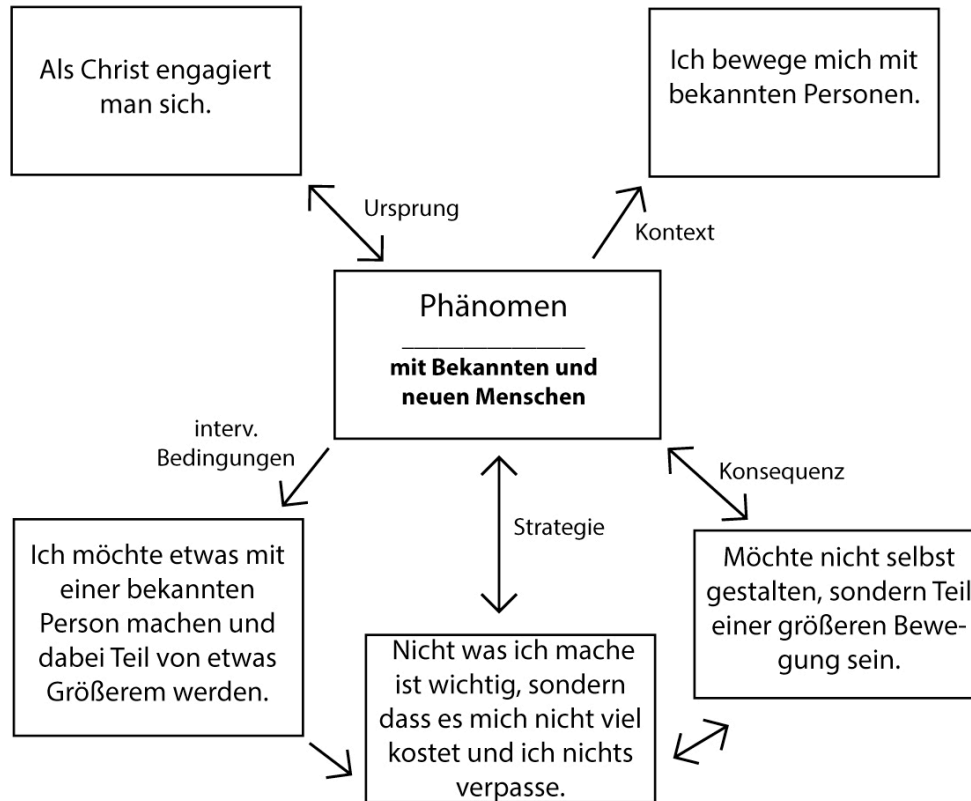 Als Christ engagiert
man sich.
Ich bewege mich mit
bekannten Personen.
Ursprung
Kontext
Phänomen
_______________
mit Bekannten und
neuen Menschen
interv.
Bedingungen
Konsequenz
Strategie
Ich möchte etwas mit
einer bekannten
Person machen und
dabei Teil von etwas
Größerem werden.
Nicht was ich mache
ist wichtig, sondern
dass es mich nicht viel
kostet und ich nichts
verpasse.
Möchte nicht selbst
gestalten, sondern Teil
einer größeren Bewe-
gung sein.